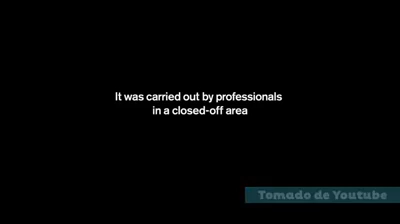 It was carried out by professionals
in a closed-off area
Tomado de Youtube